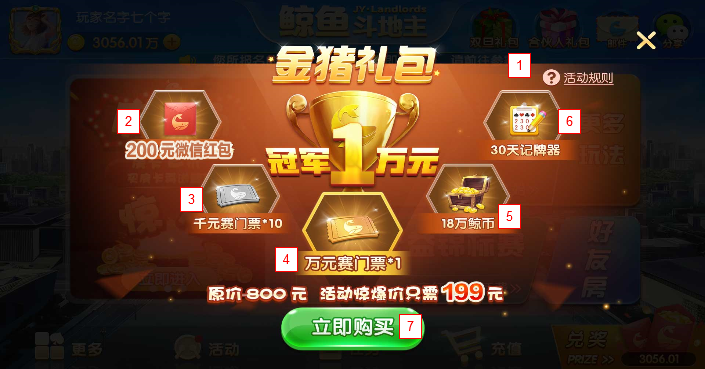 玩家名字七个字
3056.01万
鲸鱼斗地主
JY-Landlords
双旦礼包
合伙人礼包
邮件
分享
金猪礼包
1
? 活动规则
2
200元微信红包
冠军1万元
6
30天记牌器
3
千元赛门票*10
18万鲸币
5
4
万元赛门票*1
原价 800 元 活动惊爆价只需199元
立即购买
7
好友房
更多
活动
充值
兑奖
PRIZE >>
3056.01